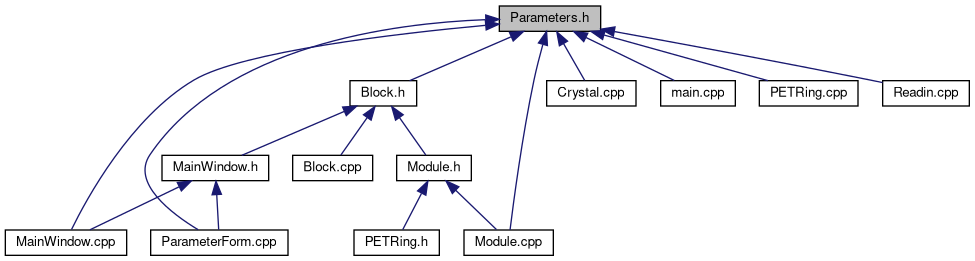 Parameters.h
Block.h
Crystal.cpp
main.cpp
PETRing.cpp
Readin.cpp
MainWindow.h
Block.cpp
Module.h
MainWindow.cpp
ParameterForm.cpp
PETRing.h
Module.cpp